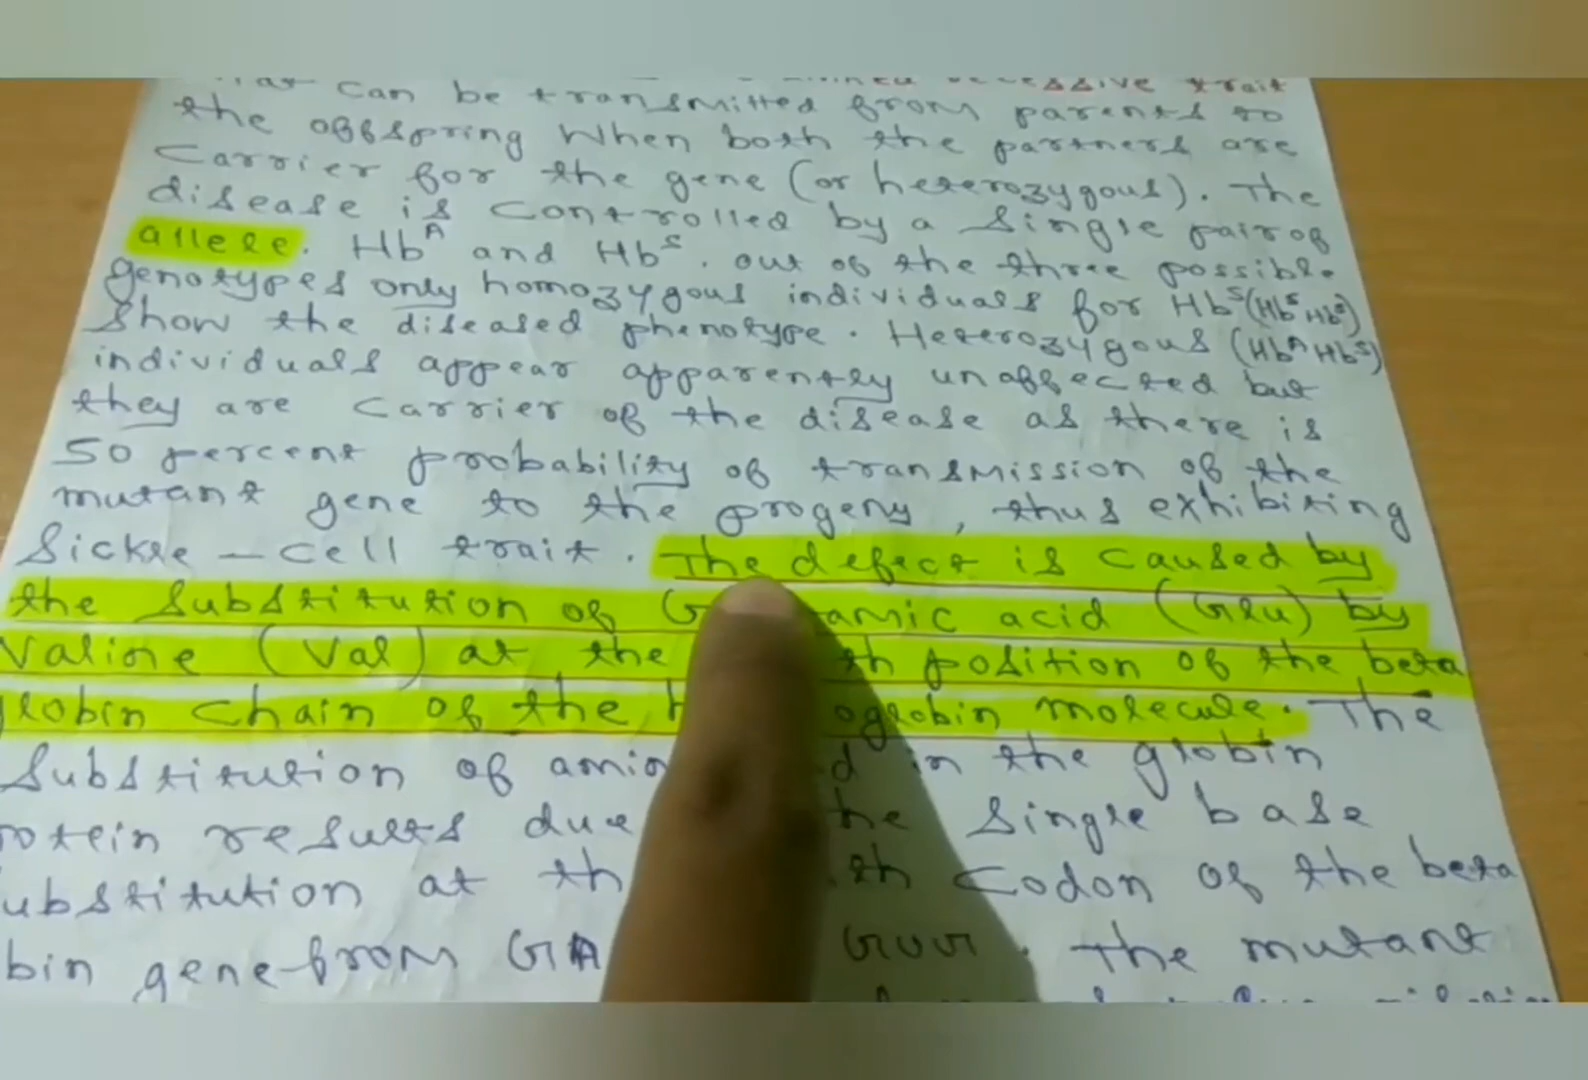 can be transmitted from parents to
the offspring When both the partners are
Carrier for the gene (or heterozygous). The
disease is Controlled by a Single pair of
allele. Hb^A and Hb^S. out of the three possible
genotypes only homozygous individuals for Hb^S (Hb^S Hb^S)
Show the diseased phenotype. Heterozygous (Hb^A Hb^S)
individuals appear apparently unaffected but
they are Carrier of the disease as there is
50 percent probability of transmission of the
mutant gene to the progeny, thus exhibiting
Sickle - Cell trait. The defect is Caused by
the Substitution of acid (Glu) by
Valine (Val) at the position of the beta
Chain of the molecule. The
Substitution of in the globin
results due Single base
at Codon of the beta
gene from GUG. The mutant